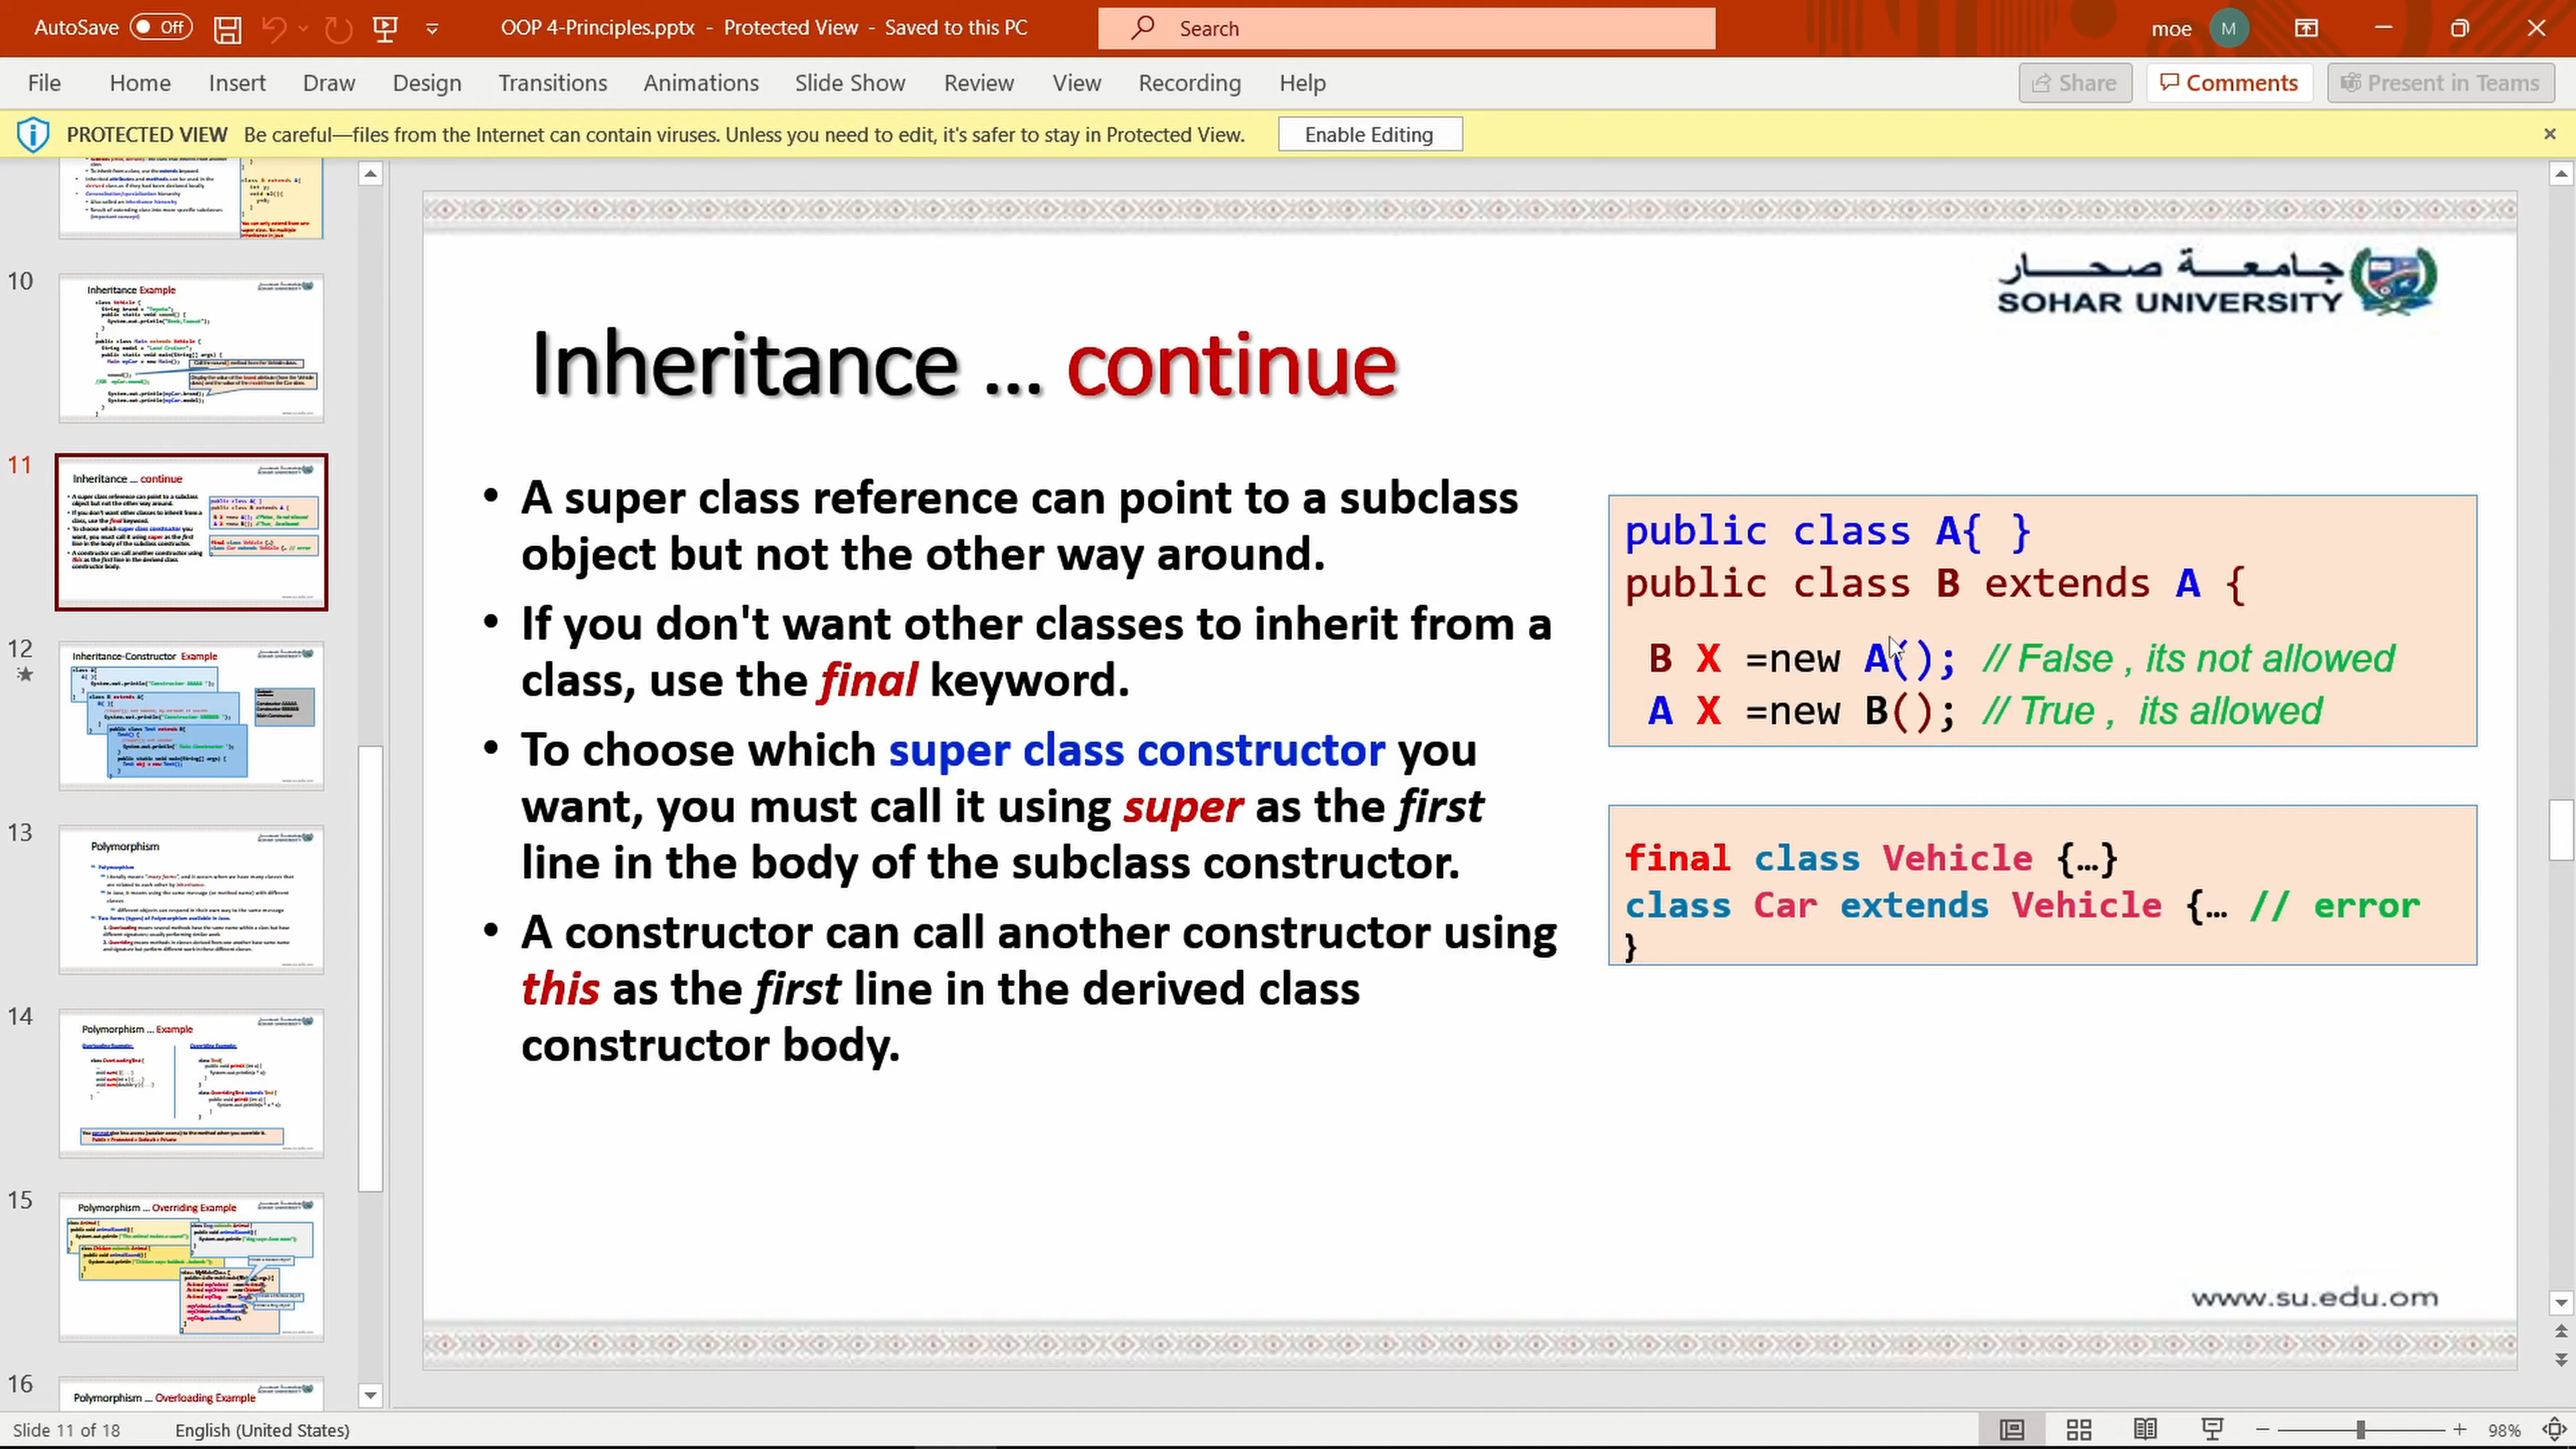 AutoSave Off
OOP 4-Principles.pptx - Protected View - Saved to this PC
Search
moe M
File Home Insert Draw Design Transitions Animations Slide Show Review View Recording Help
Share Comments Present in Teams
PROTECTED VIEW Be careful—files from the Internet can contain viruses. Unless you need to edit, it's safer to stay in Protected View. Enable Editing
10
Inheritance Example
11
Inheritance ... continue
12
Inheritance-Constructor Example
13
Polymorphism
14
Polymorphism ... Example
15
Polymorphism ... Overriding Example
16
Polymorphism ... Overloading Example
جامعة صحار
SOHAR UNIVERSITY
Inheritance ... continue
• A super class reference can point to a subclass
object but not the other way around.
• If you don't want other classes to inherit from a
class, use the final keyword.
• To choose which super class constructor you
want, you must call it using super as the first
line in the body of the subclass constructor.
• A constructor can call another constructor using
this as the first line in the derived class
constructor body.
public class A{ }
public class B extends A {
B X =new A(); // False , its not allowed
A X =new B(); // True , its allowed
final class Vehicle {…}
class Car extends Vehicle {… // error
}
www.su.edu.om
Slide 11 of 18 English (United States)
98%